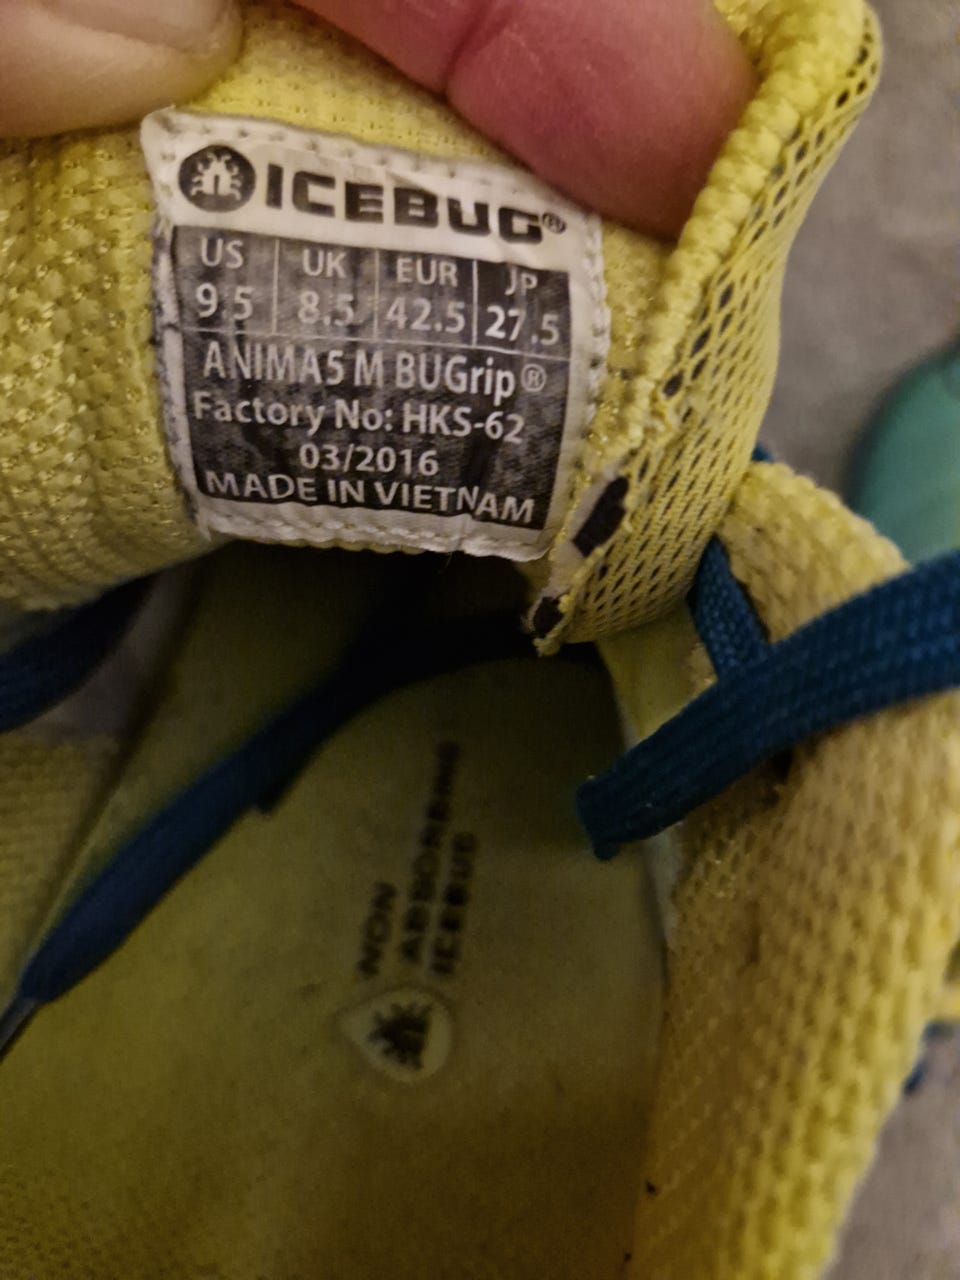 ICEBUG®
US UK EUR JP
9.5 8.5 42.5 27.5
ANIMA5 M BUGrip®
Factory No: HKS-62
03/2016
MADE IN VIETNAM
NON
ABSORBING
ICEBUG